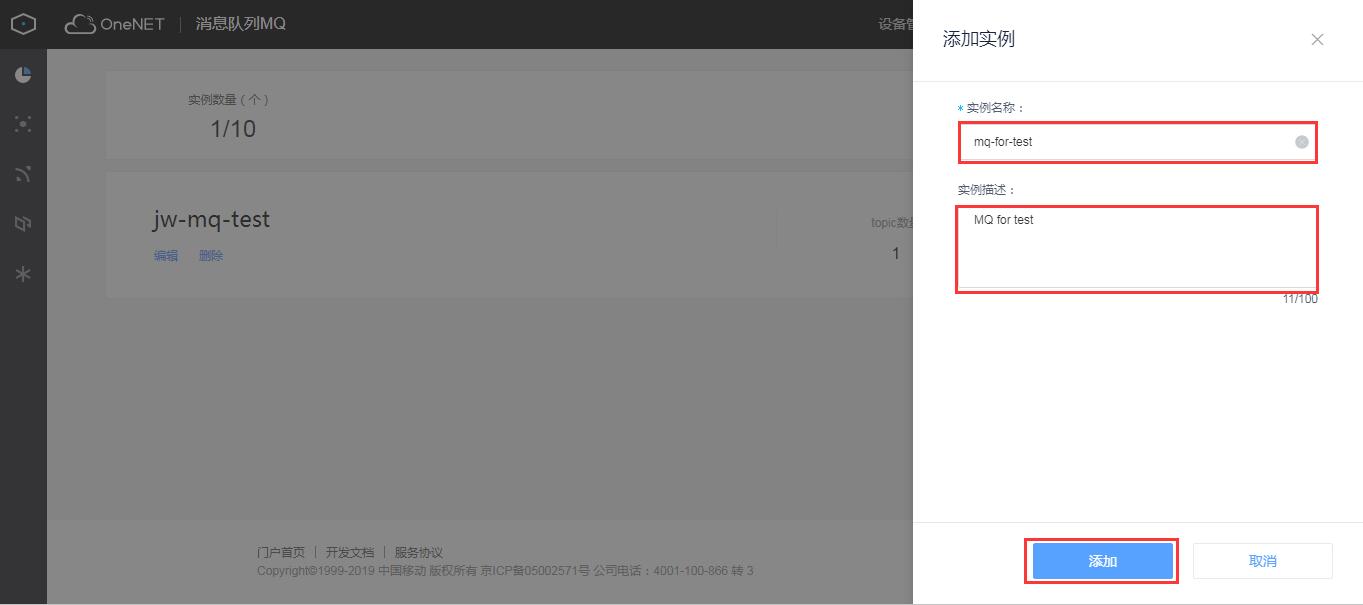 OneNET 消息队列MQ
设备管
实例数量（个）
1/10
jw-mq-test
编辑 删除
topic数量
1
门户首页 开发文档 服务协议
Copyright©1999-2019 中国移动 版权所有 京ICP备05002571号 公司电话：4001-100-866 转 3
添加实例
* 实例名称：
mq-for-test
实例描述：
MQ for test
11/100
添加 取消